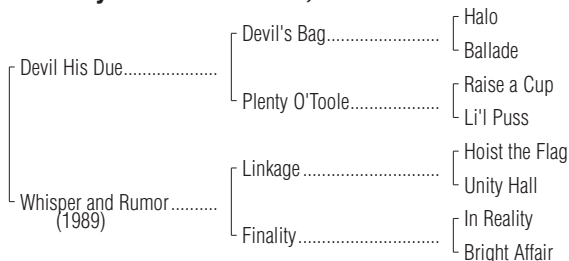 Halo
Devil's Bag
Ballade
Devil His Due
Raise a Cup
Plenty O'Toole
Li'l Puss
Hoist the Flag
Linkage
Unity Hall
Whisper and Rumor
(1989)
In Reality
Finality
Bright Affair